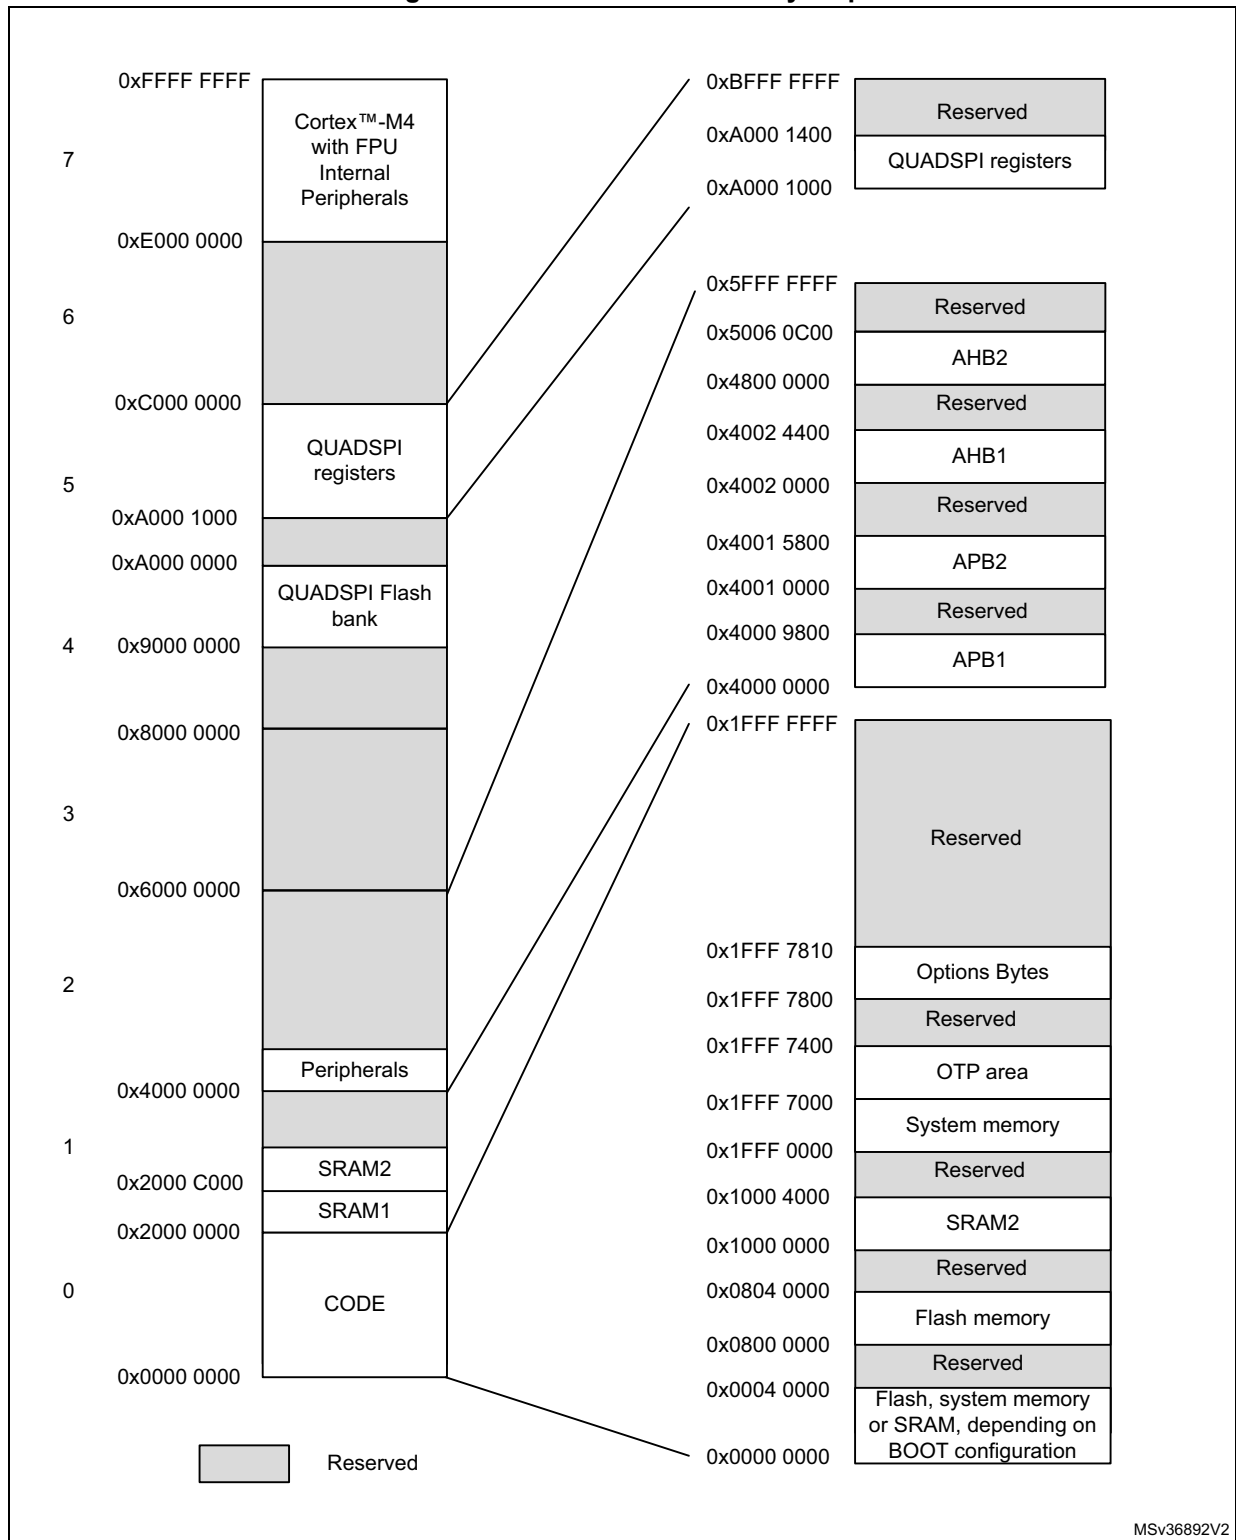 0xFFFF FFFF
Cortex™-M4
with FPU
Internal
Peripherals
7
0xE000 0000
6
0xC000 0000
QUADSPI
registers
5
0xA000 1000
0xA000 0000
QUADSPI Flash
bank
4
0x9000 0000
0x8000 0000
3
0x6000 0000
2
Peripherals
0x4000 0000
1
SRAM2
0x2000 C000
SRAM1
0x2000 0000
0
CODE
0x0000 0000
Reserved
0xBFFF FFFF
Reserved
0xA000 1400
QUADSPI registers
0xA000 1000
0x5FFF FFFF
Reserved
0x5006 0C00
AHB2
0x4800 0000
Reserved
0x4002 4400
AHB1
0x4002 0000
Reserved
0x4001 5800
APB2
0x4001 0000
Reserved
0x4000 9800
APB1
0x4000 0000
0x1FFF FFFF
Reserved
0x1FFF 7810
Options Bytes
0x1FFF 7800
Reserved
0x1FFF 7400
OTP area
0x1FFF 7000
System memory
0x1FFF 0000
Reserved
0x1000 4000
SRAM2
0x1000 0000
Reserved
0x0804 0000
Flash memory
0x0800 0000
Reserved
0x0004 0000
Flash, system memory
or SRAM, depending on
BOOT configuration
0x0000 0000
MSv36892V2